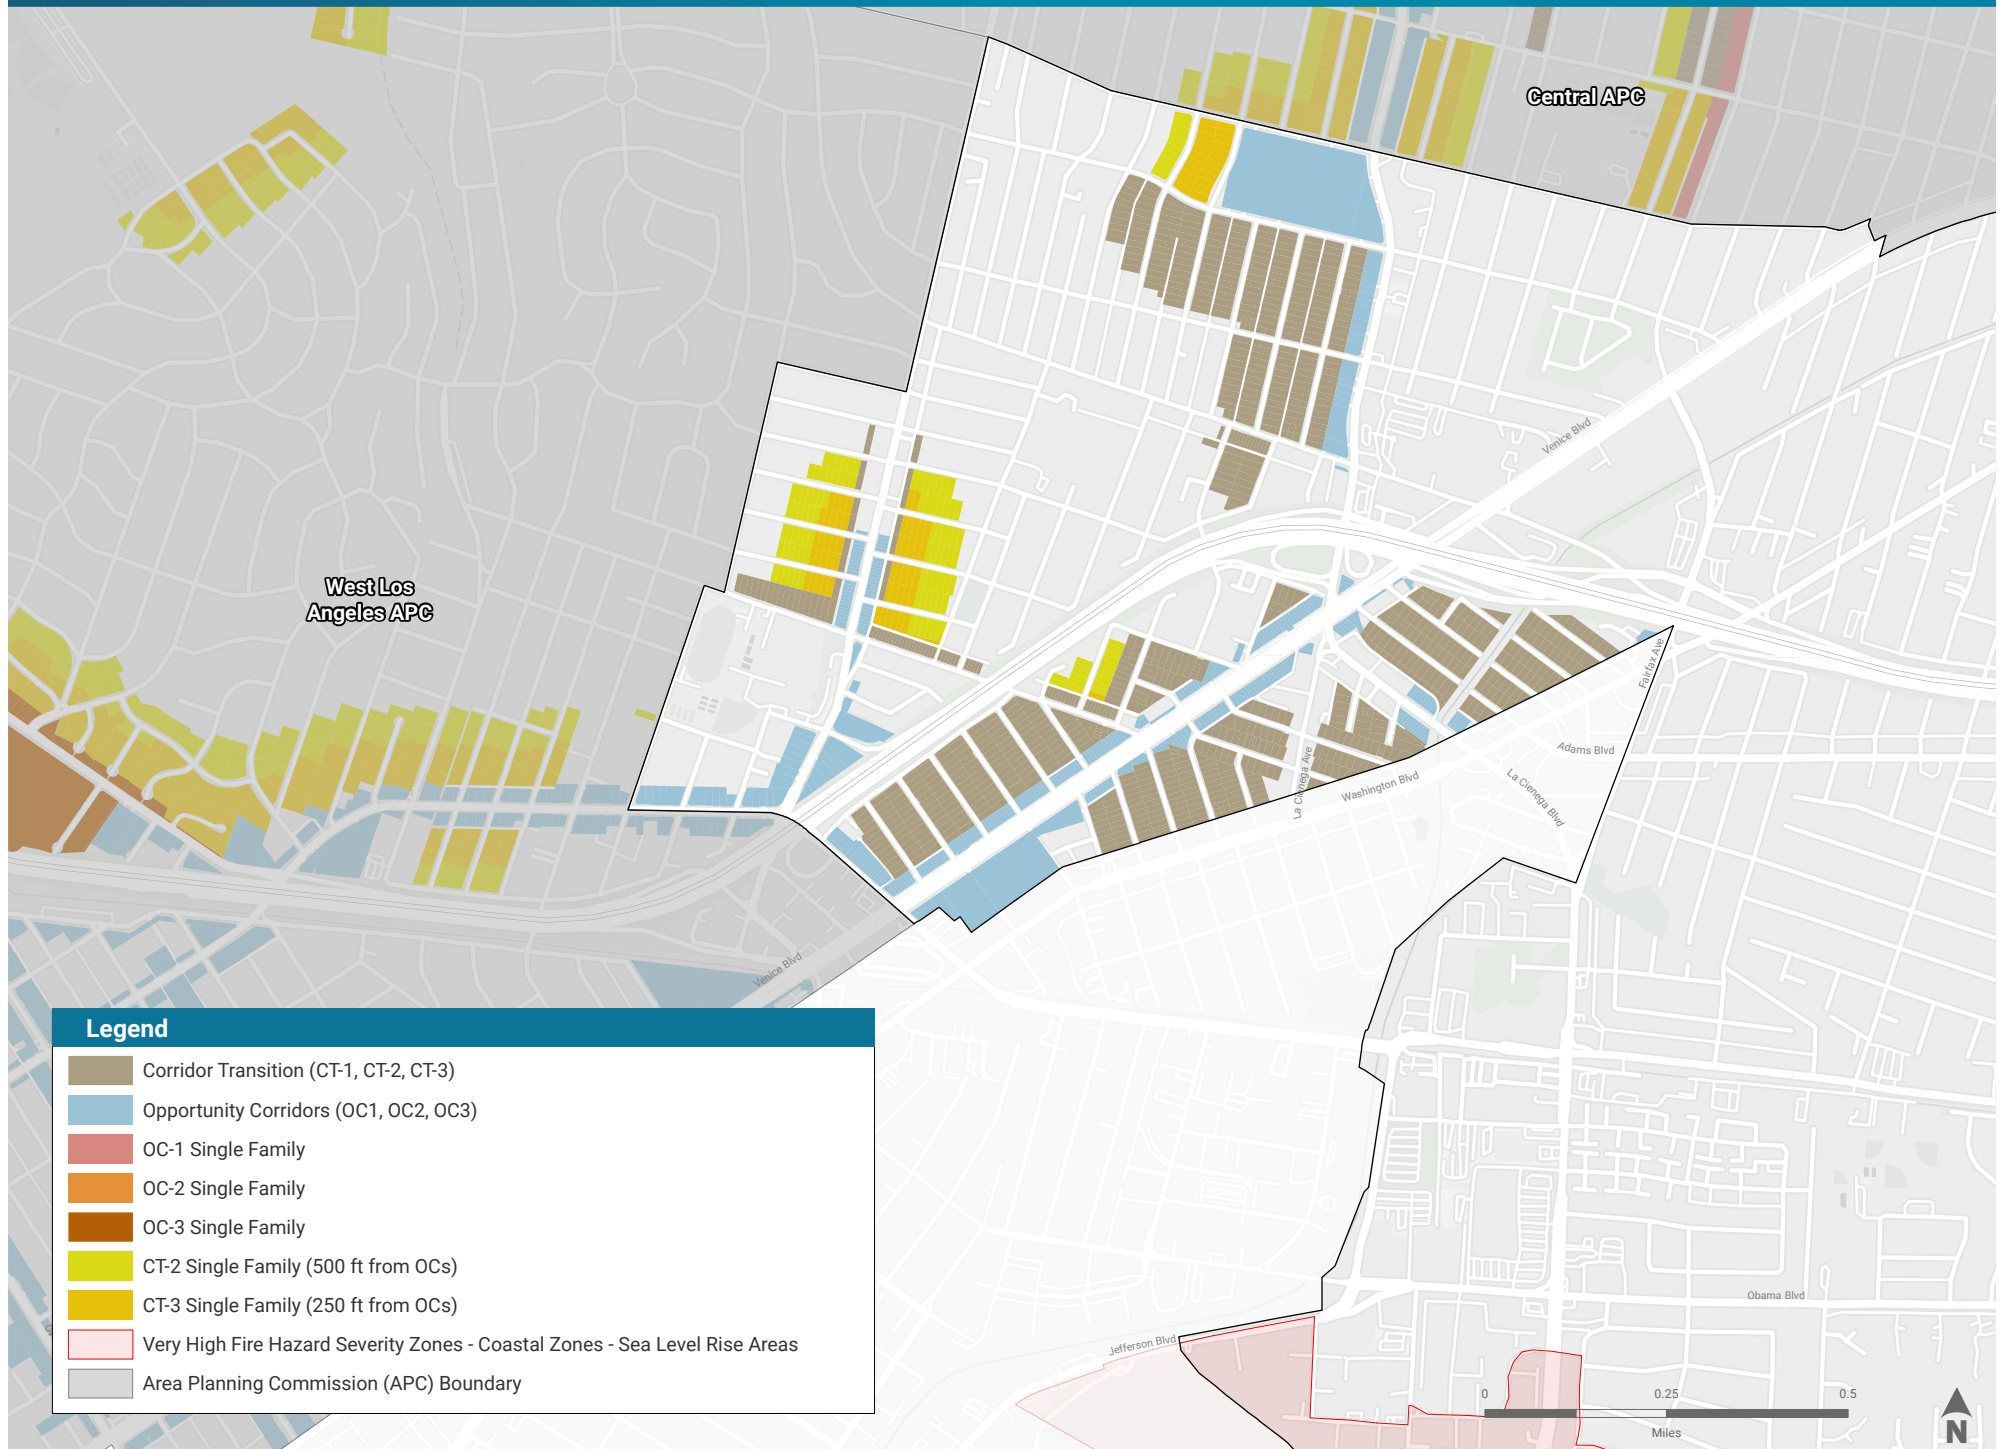 Central APC
Venice Blvd
West Los
Angeles APC
Fairfax Ave
Adams Blvd
La Cienega Ave
Washington Blvd
La Cienega Blvd
Venice Blvd
Legend
Corridor Transition (CT-1, CT-2, CT-3)
Opportunity Corridors (OC1, OC2, OC3)
OC-1 Single Family
OC-2 Single Family
OC-3 Single Family
CT-2 Single Family (500 ft from OCs)
CT-3 Single Family (250 ft from OCs)
Very High Fire Hazard Severity Zones - Coastal Zones - Sea Level Rise Areas
Area Planning Commission (APC) Boundary
Obama Blvd
Jefferson Blvd
0 0.25 0.5
Miles
N